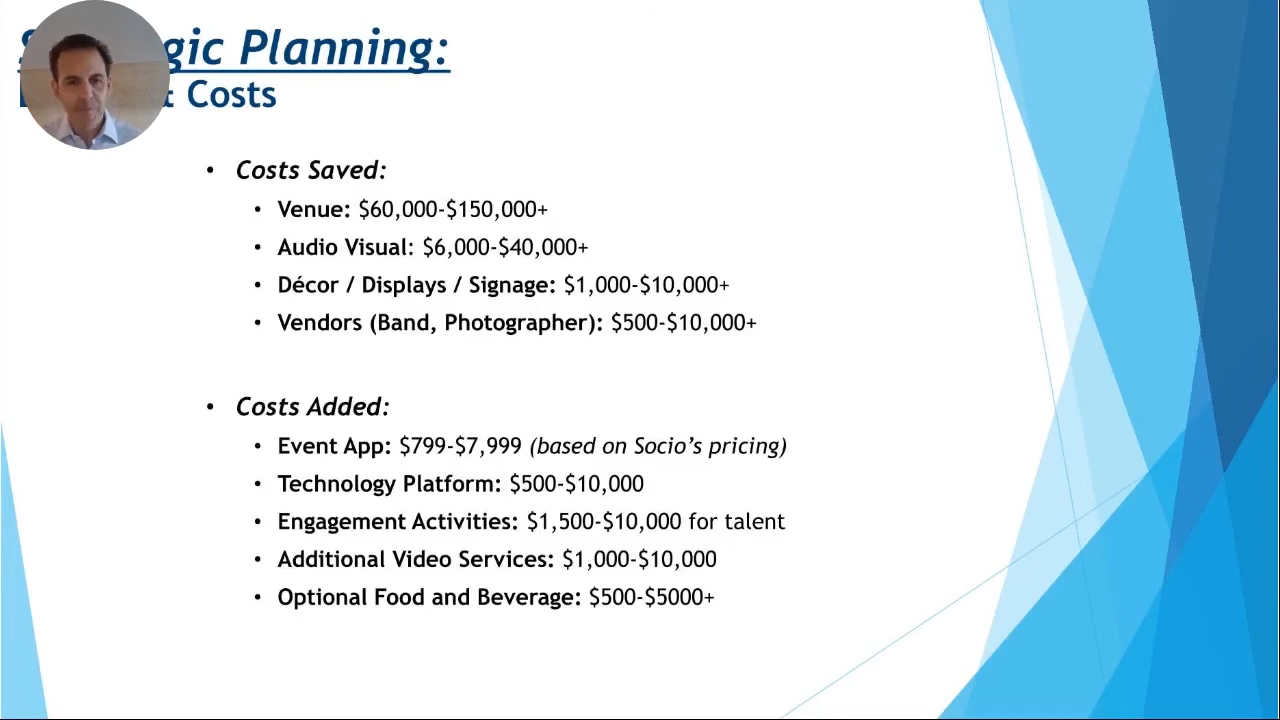 gic Planning:
Costs
• Costs Saved:
• Venue: $60,000-$150,000+
• Audio Visual: $6,000-$40,000+
• Décor / Displays / Signage: $1,000-$10,000+
• Vendors (Band, Photographer): $500-$10,000+
• Costs Added:
• Event App: $799-$7,999 (based on Socio’s pricing)
• Technology Platform: $500-$10,000
• Engagement Activities: $1,500-$10,000 for talent
• Additional Video Services: $1,000-$10,000
• Optional Food and Beverage: $500-$5000+